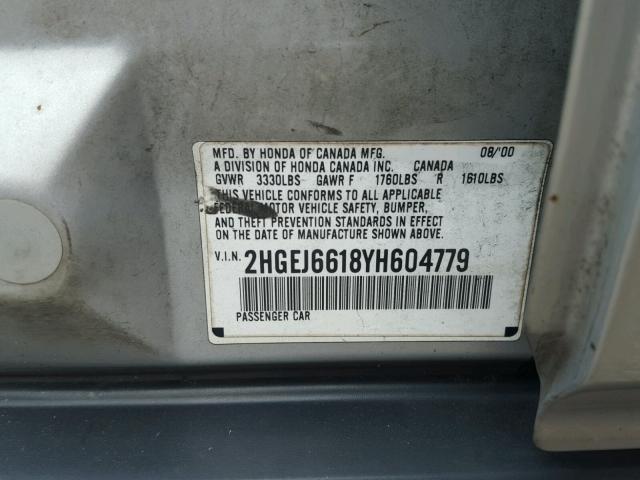 MFD. BY HONDA OF CANADA MFG. 08/'00
A DIVISION OF HONDA CANADA INC. CANADA
GVWR 3330LBS GAWR F 1760LBS R 1610LBS
THIS VEHICLE CONFORMS TO ALL APPLICABLE
FEDERAL MOTOR VEHICLE SAFETY, BUMPER,
AND THEFT PREVENTION STANDARDS IN EFFECT
ON THE DATE OF MANUFACTURE SHOWN ABOVE.
V.I.N. 2HGEJ6618YH604779
PASSENGER CAR